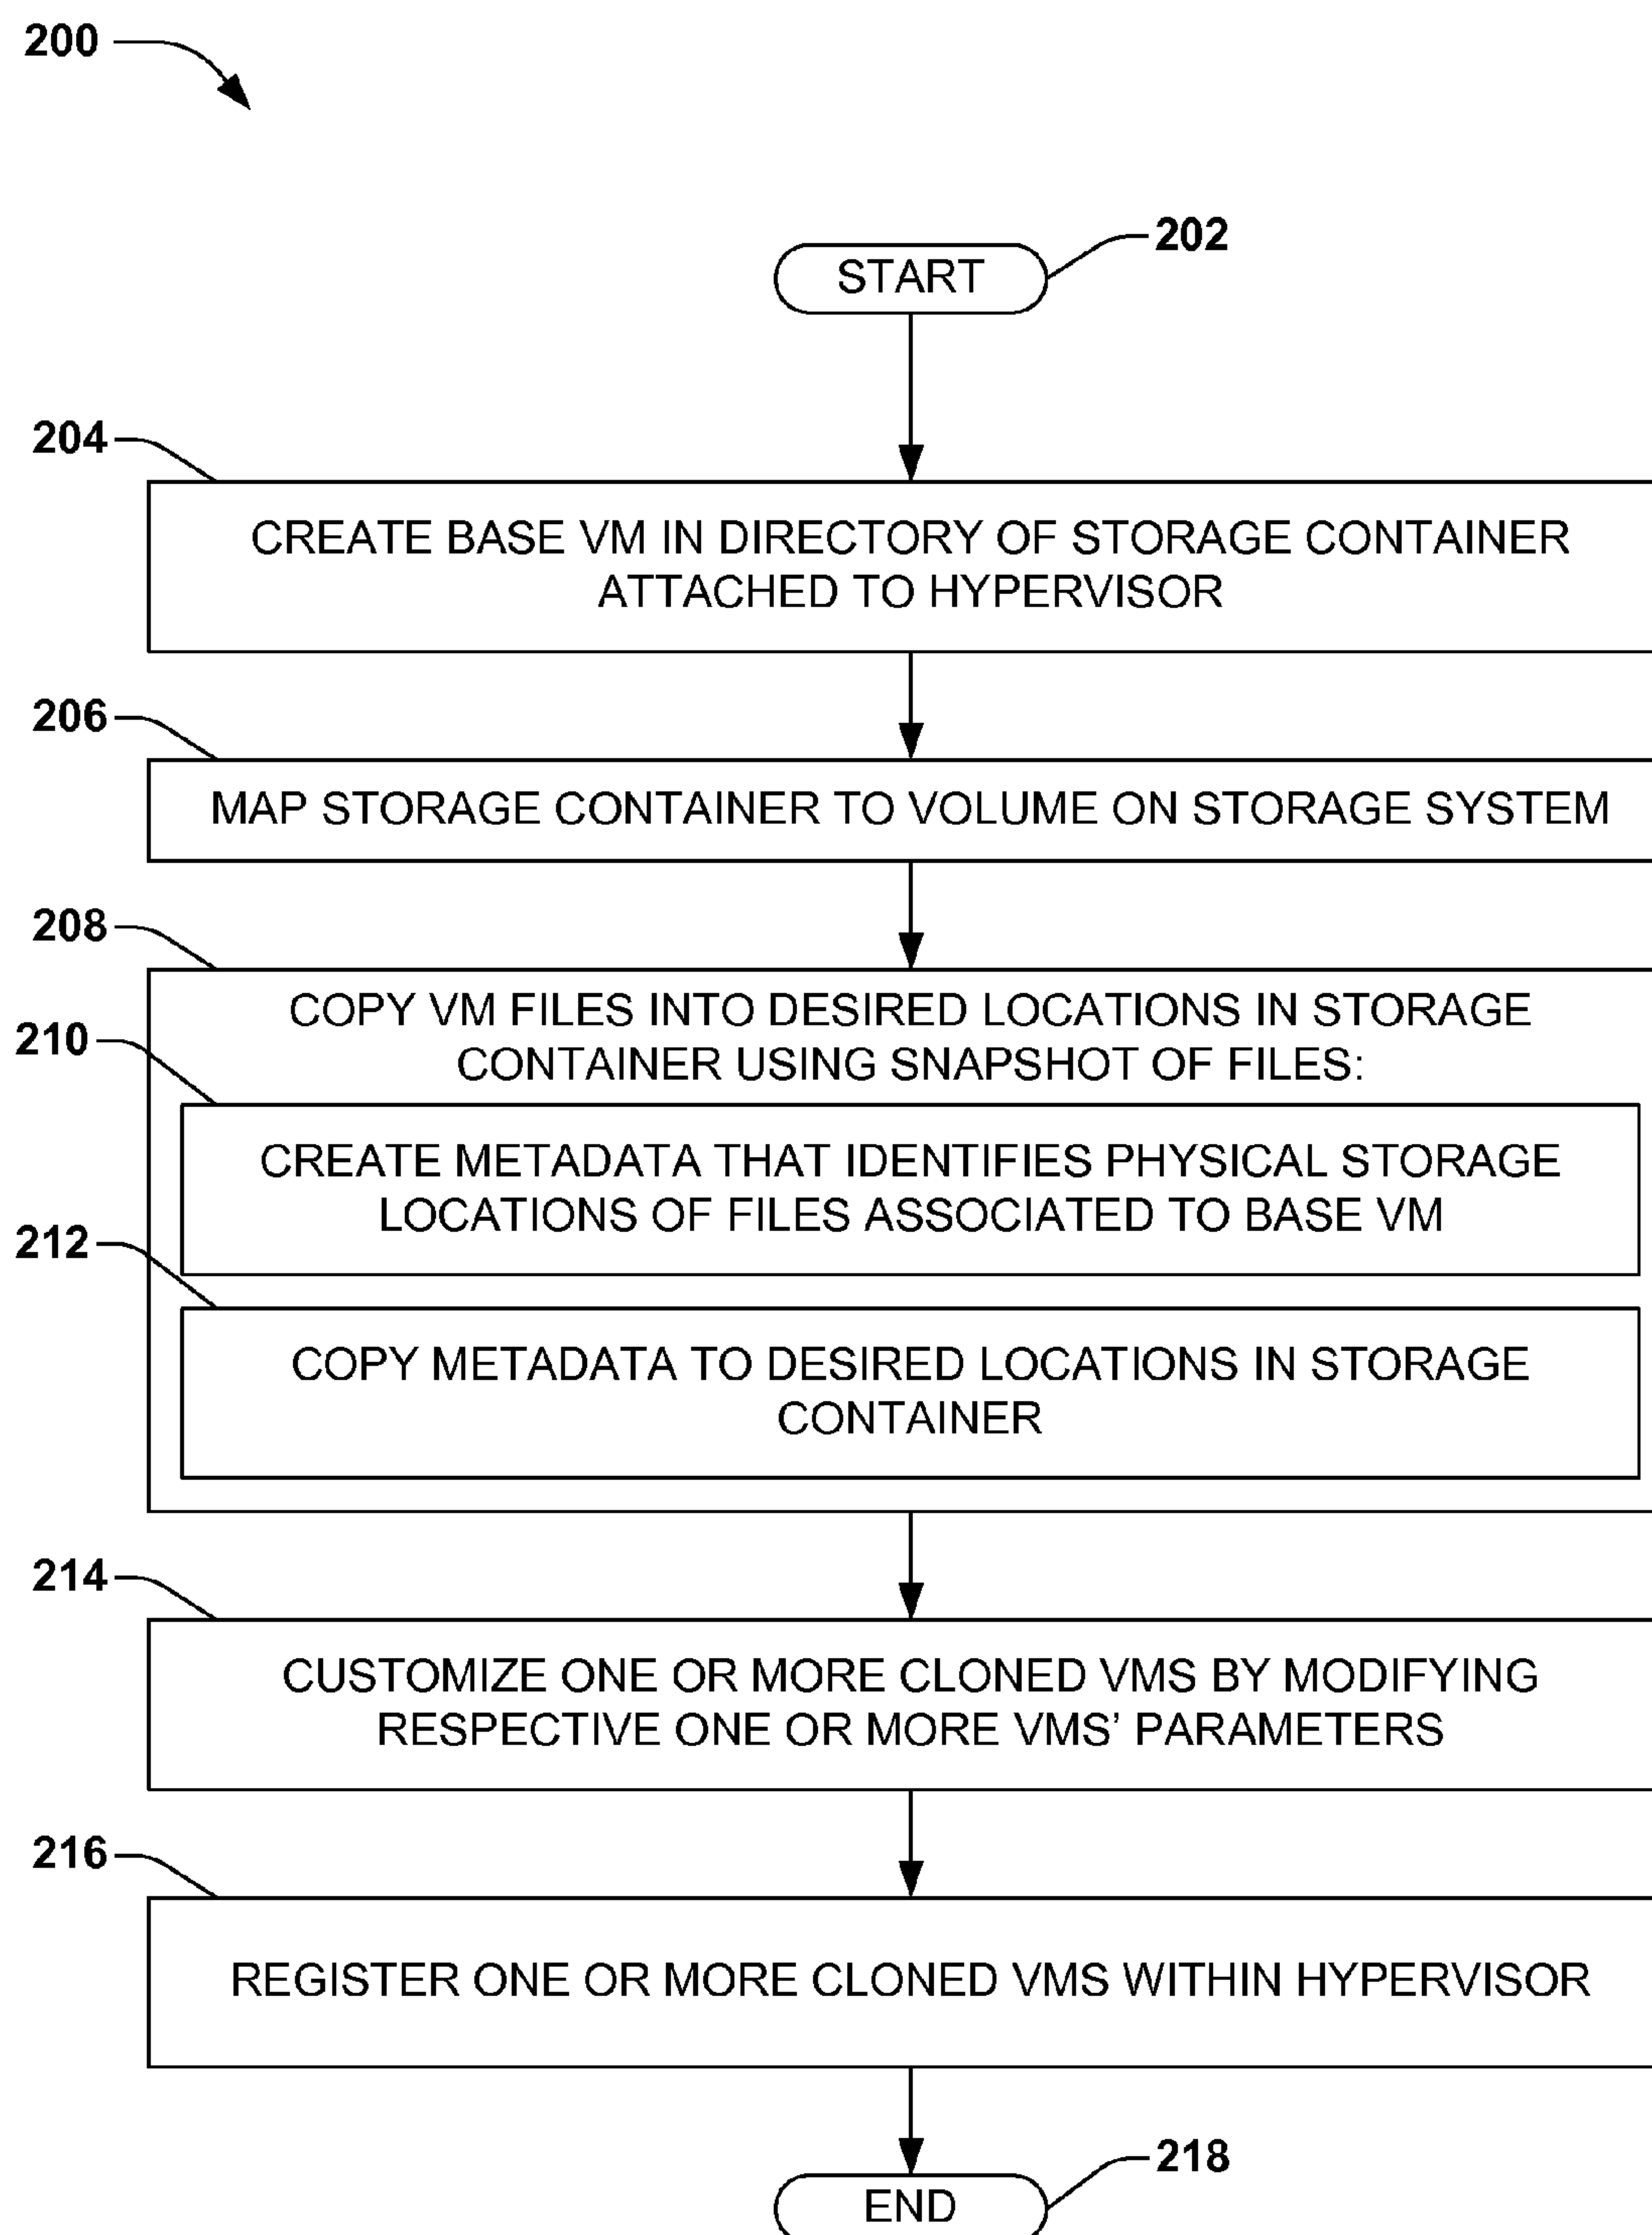 200
202
START
204
CREATE BASE VM IN DIRECTORY OF STORAGE CONTAINER
ATTACHED TO HYPERVISOR
206
MAP STORAGE CONTAINER TO VOLUME ON STORAGE SYSTEM
208
COPY VM FILES INTO DESIRED LOCATIONS IN STORAGE
CONTAINER USING SNAPSHOT OF FILES:
210
CREATE METADATA THAT IDENTIFIES PHYSICAL STORAGE
LOCATIONS OF FILES ASSOCIATED TO BASE VM
212
COPY METADATA TO DESIRED LOCATIONS IN STORAGE
CONTAINER
214
CUSTOMIZE ONE OR MORE CLONED VMS BY MODIFYING
RESPECTIVE ONE OR MORE VMS’ PARAMETERS
216
REGISTER ONE OR MORE CLONED VMS WITHIN HYPERVISOR
218
END